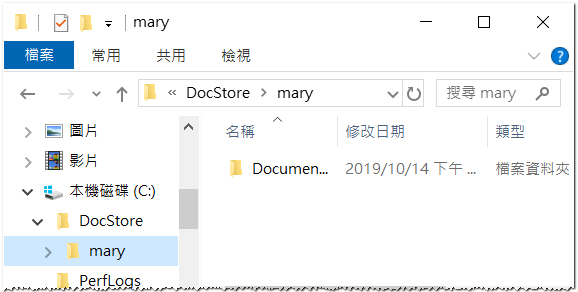 mary
檔案 常用 共用 檢視
« DocStore > mary
搜尋 mary
圖片
影片
本機磁碟 (C:)
DocStore
mary
PerfLogs
名稱 修改日期 類型
Documen... 2019/10/14 下午 ... 檔案資料夾